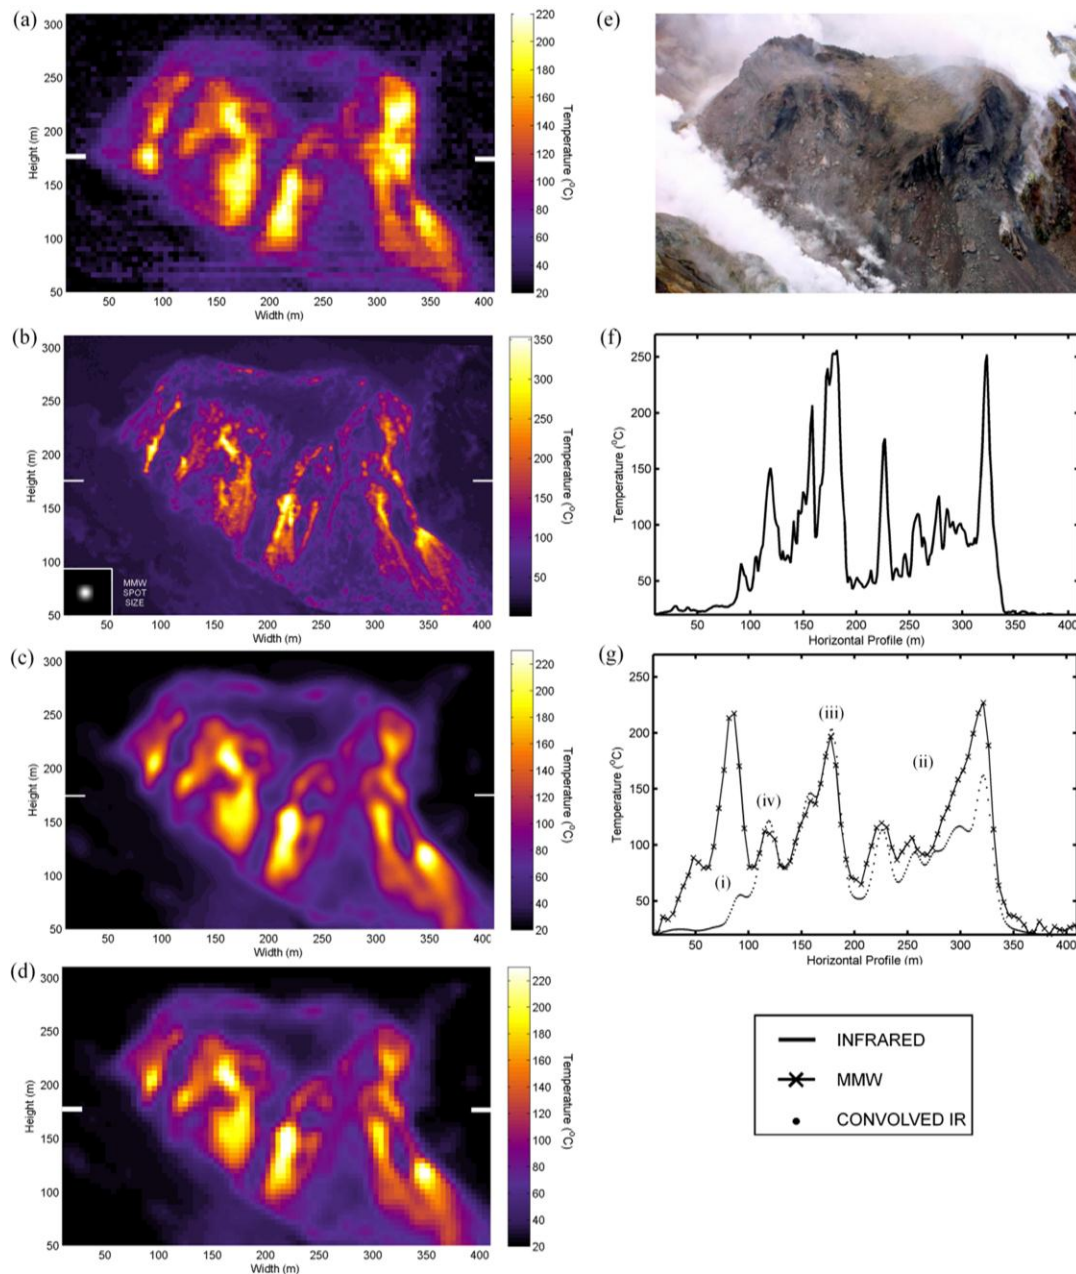 (a)
300
250
200
150
100
50
Height (m)
50 100 150 200 250 300 350 400
Width (m)
220
200
180
160
140
120
100
80
60
40
20
Temperature (°C)
(e)
(b)
300
250
200
150
100
50
Height (m)
MMW
SPOT
SIZE
50 100 150 200 250 300 350 400
Width (m)
350
300
250
200
150
100
50
Temperature (°C)
(f)
250
200
150
100
50
Temperature (°C)
50 100 150 200 250 300 350 400
Horizontal Profile (m)
(c)
300
250
200
150
100
50
Height (m)
50 100 150 200 250 300 350 400
Width (m)
220
200
180
160
140
120
100
80
60
40
20
Temperature (°C)
(g)
250
200
150
100
50
Temperature (°C)
(i)
(iv)
(iii)
(ii)
50 100 150 200 250 300 350 400
Horizontal Profile (m)
(d)
300
250
200
150
100
50
Height (m)
50 100 150 200 250 300 350 400
Width (m)
220
200
180
160
140
120
100
80
60
40
20
Temperature (°C)
INFRARED
MMW
CONVOLVED IR